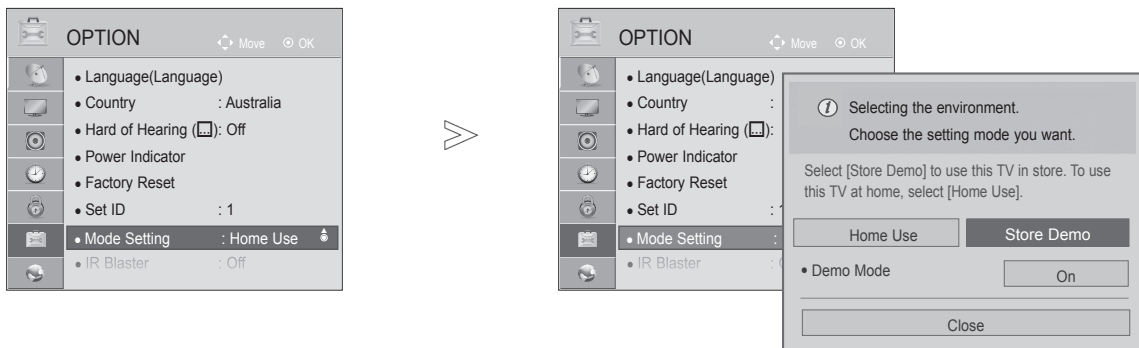 OPTION
Move OK
Language(Language)
Country : Australia
Hard of Hearing ( ): Off
Power Indicator
Factory Reset
Set ID : 1
Mode Setting : Home Use
IR Blaster : Off
OPTION
Move OK
Language(Language)
Country :
Hard of Hearing ( ):
Power Indicator
Factory Reset
Set ID :
Mode Setting :
IR Blaster :
Selecting the environment.
Choose the setting mode you want.
Select [Store Demo] to use this TV in store. To use
this TV at home, select [Home Use].
Home Use Store Demo
Demo Mode On
Close